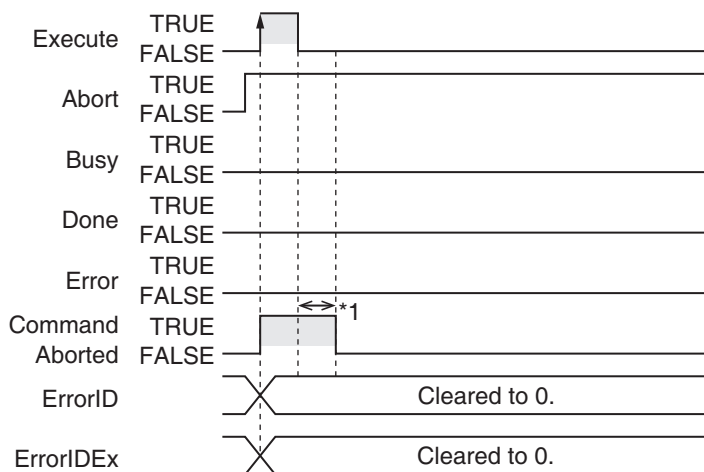 Execute TRUE
FALSE
Abort TRUE
FALSE
Busy TRUE
FALSE
Done TRUE
FALSE
Error TRUE
FALSE
*1
Command TRUE
Aborted FALSE
ErrorID Cleared to 0.
ErrorIDEx Cleared to 0.